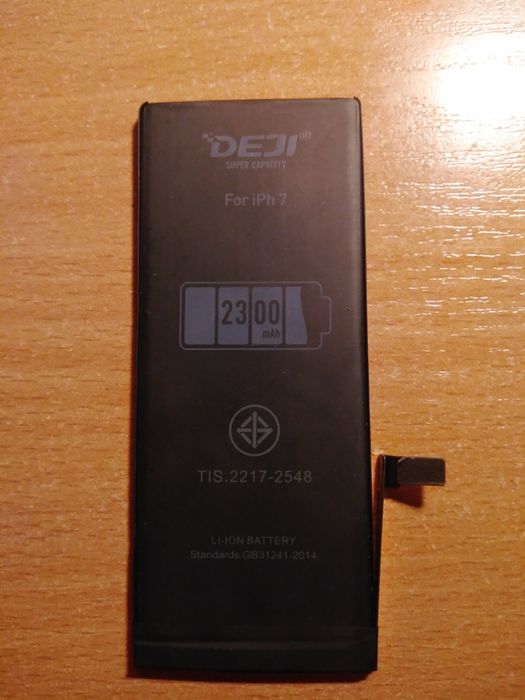 DEJI®
SUPER CAPACITY
For iPh 7
2300
mAh
TIS.2217-2548
LI-ION BATTERY
Standards:GB31241-2014